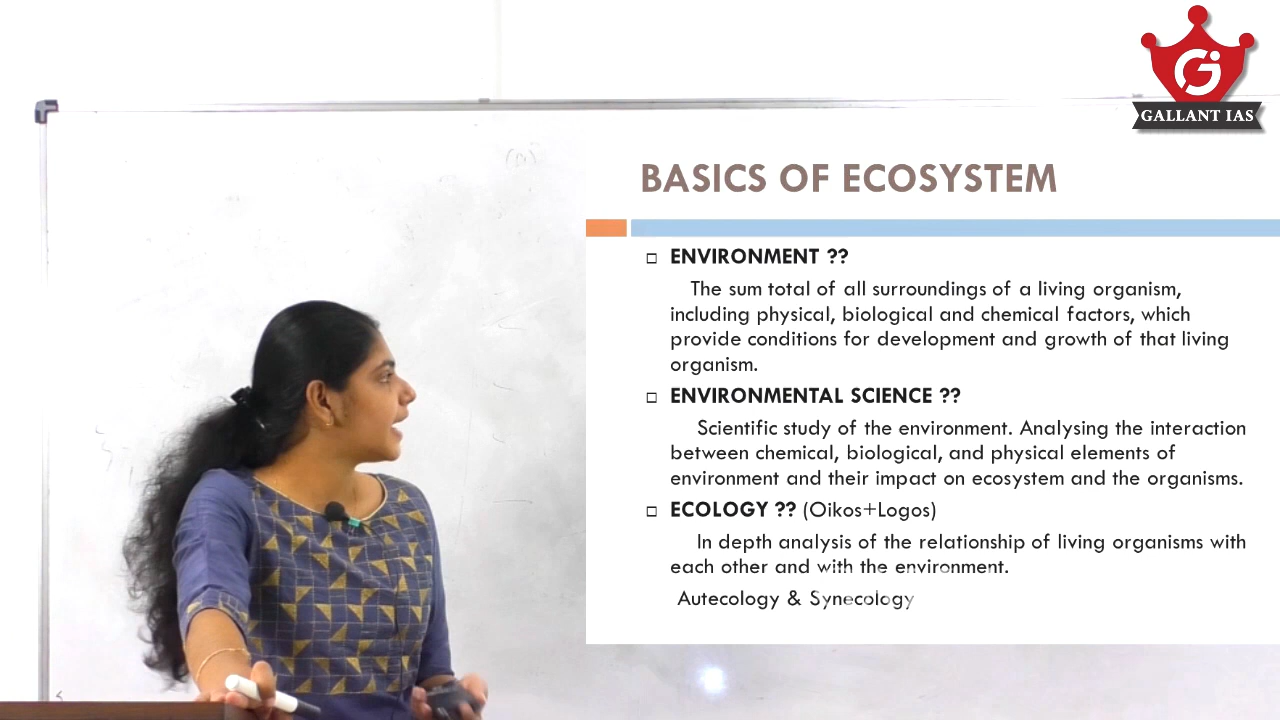 GALLANT IAS
BASICS OF ECOSYSTEM
ENVIRONMENT ??
The sum total of all surroundings of a living organism,
including physical, biological and chemical factors, which
provide conditions for development and growth of that living
organism.
ENVIRONMENTAL SCIENCE ??
Scientific study of the environment. Analysing the interaction
between chemical, biological, and physical elements of
environment and their impact on ecosystem and the organisms.
ECOLOGY ?? (Oikos+Logos)
In depth analysis of the relationship of living organisms with
each other and with the environment.
Autecology & Synecology